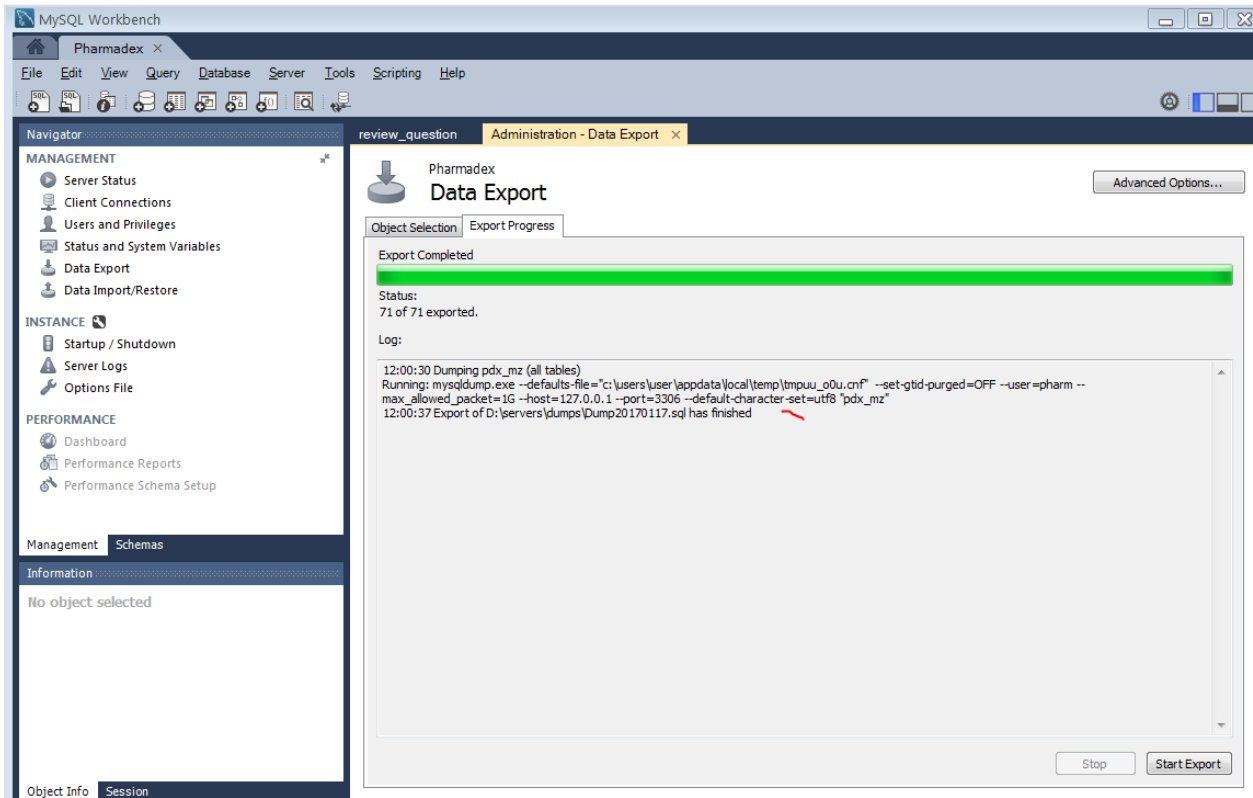 MySQL Workbench
Pharmadex
File Edit View Query Database Server Tools Scripting Help
SQL SQL
Navigator
MANAGEMENT
Server Status
Client Connections
Users and Privileges
Status and System Variables
Data Export
Data Import/Restore
INSTANCE
Startup / Shutdown
Server Logs
Options File
PERFORMANCE
Dashboard
Performance Reports
Performance Schema Setup
Management Schemas
Information
No object selected
Object Info Session
review_question Administration - Data Export
Pharmadex
Data Export
Advanced Options...
Object Selection Export Progress
Export Completed
Status:
71 of 71 exported.
Log:
12:00:30 Dumping pdx_mz (all tables)
Running: mysqldump.exe --defaults-file="c:\users\user\appdata\local\temp\tmpuu_o0u.cnf" --set-gtid-purged=OFF --user=pharm --
max_allowed_packet=1G --host=127.0.0.1 --port=3306 --default-character-set=utf8 "pdx_mz"
12:00:37 Export of D:\servers\dumps\Dump20170117.sql has finished
Stop Start Export